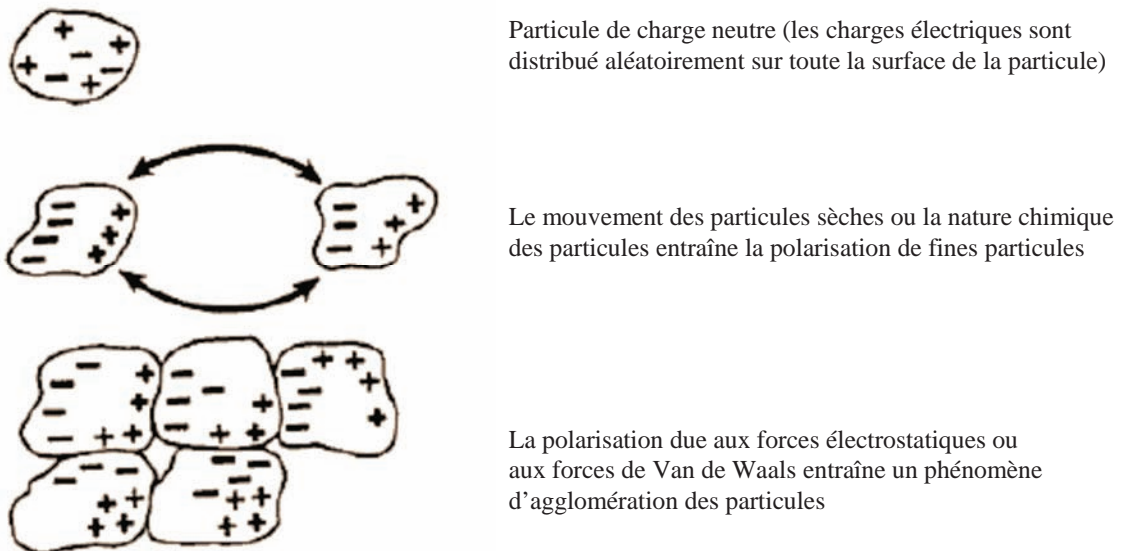 Particule de charge neutre (les charges électriques sont
distribué aléatoirement sur toute la surface de la particule)
Le mouvement des particules sèches ou la nature chimique
des particules entraîne la polarisation de fines particules
La polarisation due aux forces électrostatiques ou
aux forces de Van de Waals entraîne un phénomène
d'agglomération des particules